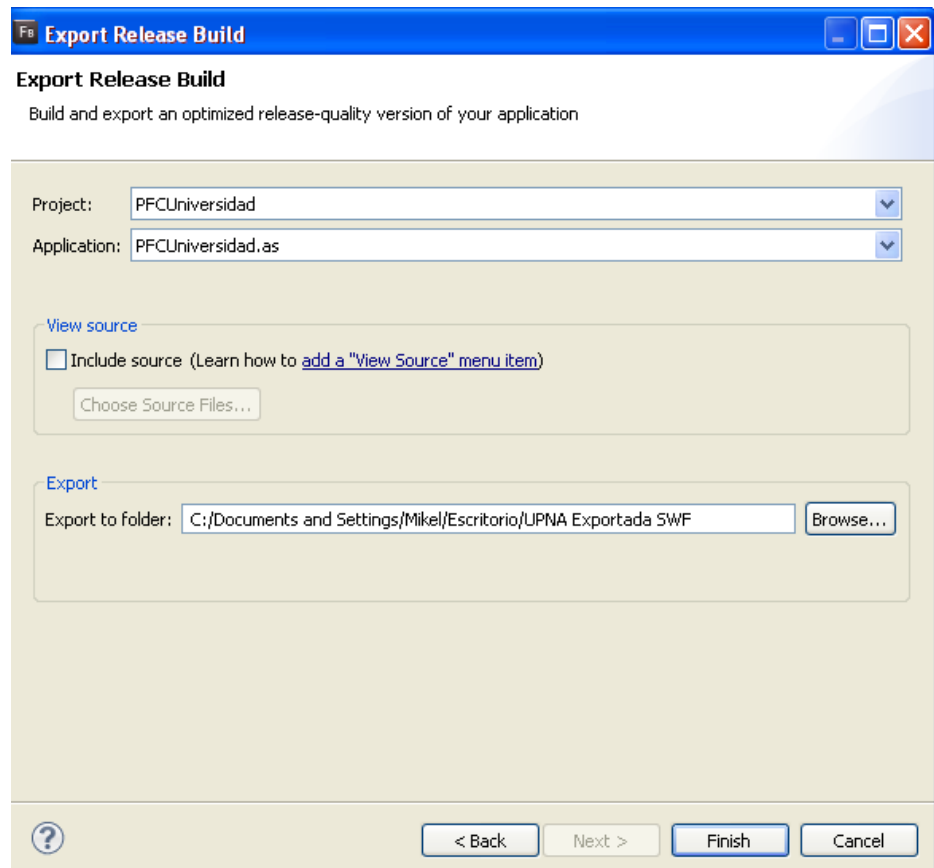 FB Export Release Build
Export Release Build
Build and export an optimized release-quality version of your application
Project: PFCUniversidad
Application: PFCUniversidad.as
View source
Include source (Learn how to add a "View Source" menu item)
Choose Source Files...
Export
Export to folder: C:/Documents and Settings/Mikel/Escritorio/UPNA Exportada SWF Browse...
? < Back Next > Finish Cancel